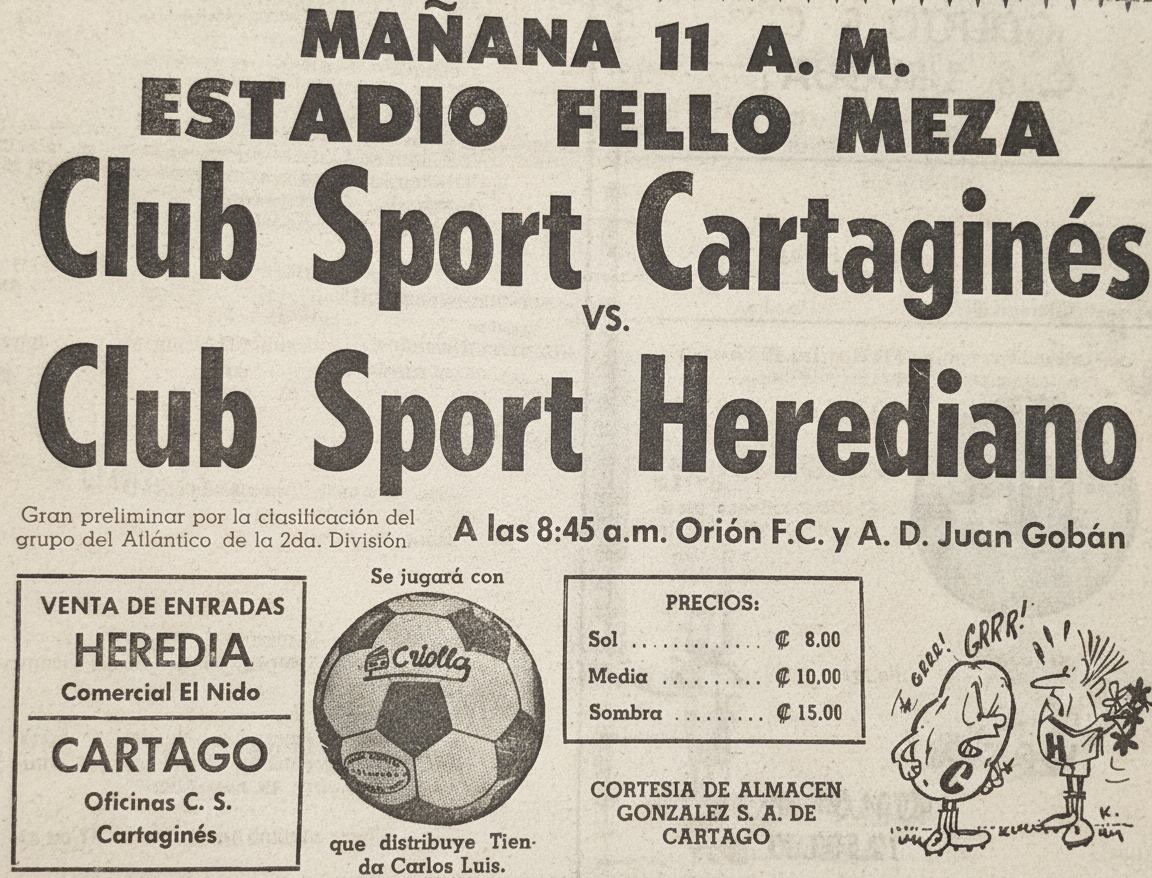 MAÑANA 11 A. M.
ESTADIO FELLO MEZA
Club Sport Cartaginés
VS.
Club Sport Herediano
Gran preliminar por la clasificación del
grupo del Atlántico de la 2da. División
A las 8:45 a.m. Orión F.C. y A. D. Juan Gobán
VENTA DE ENTRADAS
HEREDIA
Comercial El Nido
CARTAGO
Oficinas C. S.
Cartaginés
Se jugará con
Criolla
que distribuye Tien-
da Carlos Luis.
PRECIOS:
Sol ............. ₡ 8.00
Media .......... ₡ 10.00
Sombra ......... ₡ 15.00
CORTESIA DE ALMACEN
GONZALEZ S. A. DE
CARTAGO
GRRR! GRRR!
C
H
K.